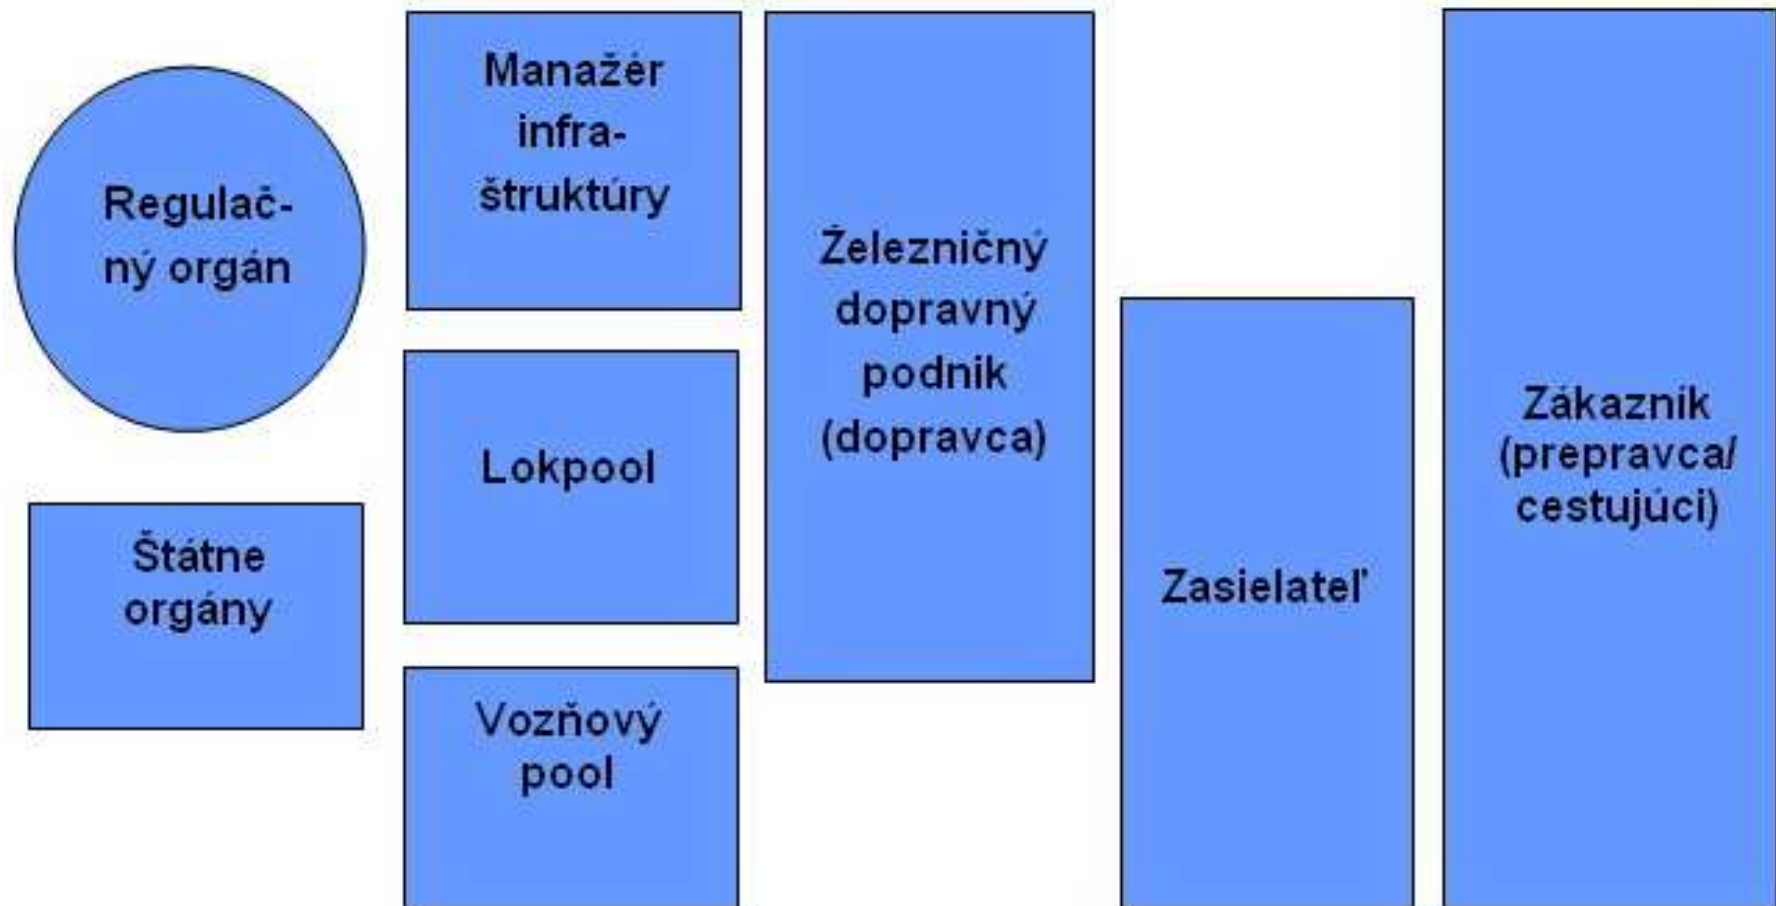 Regulač-
ný orgán
Štátne
orgány
Manažér
infra-
štruktúry
Lokpool
Vozňový
pool
Železničný
dopravný
podnik
(dopravca)
Zasielateľ
Zákazník
(prepravca/
cestujúci)